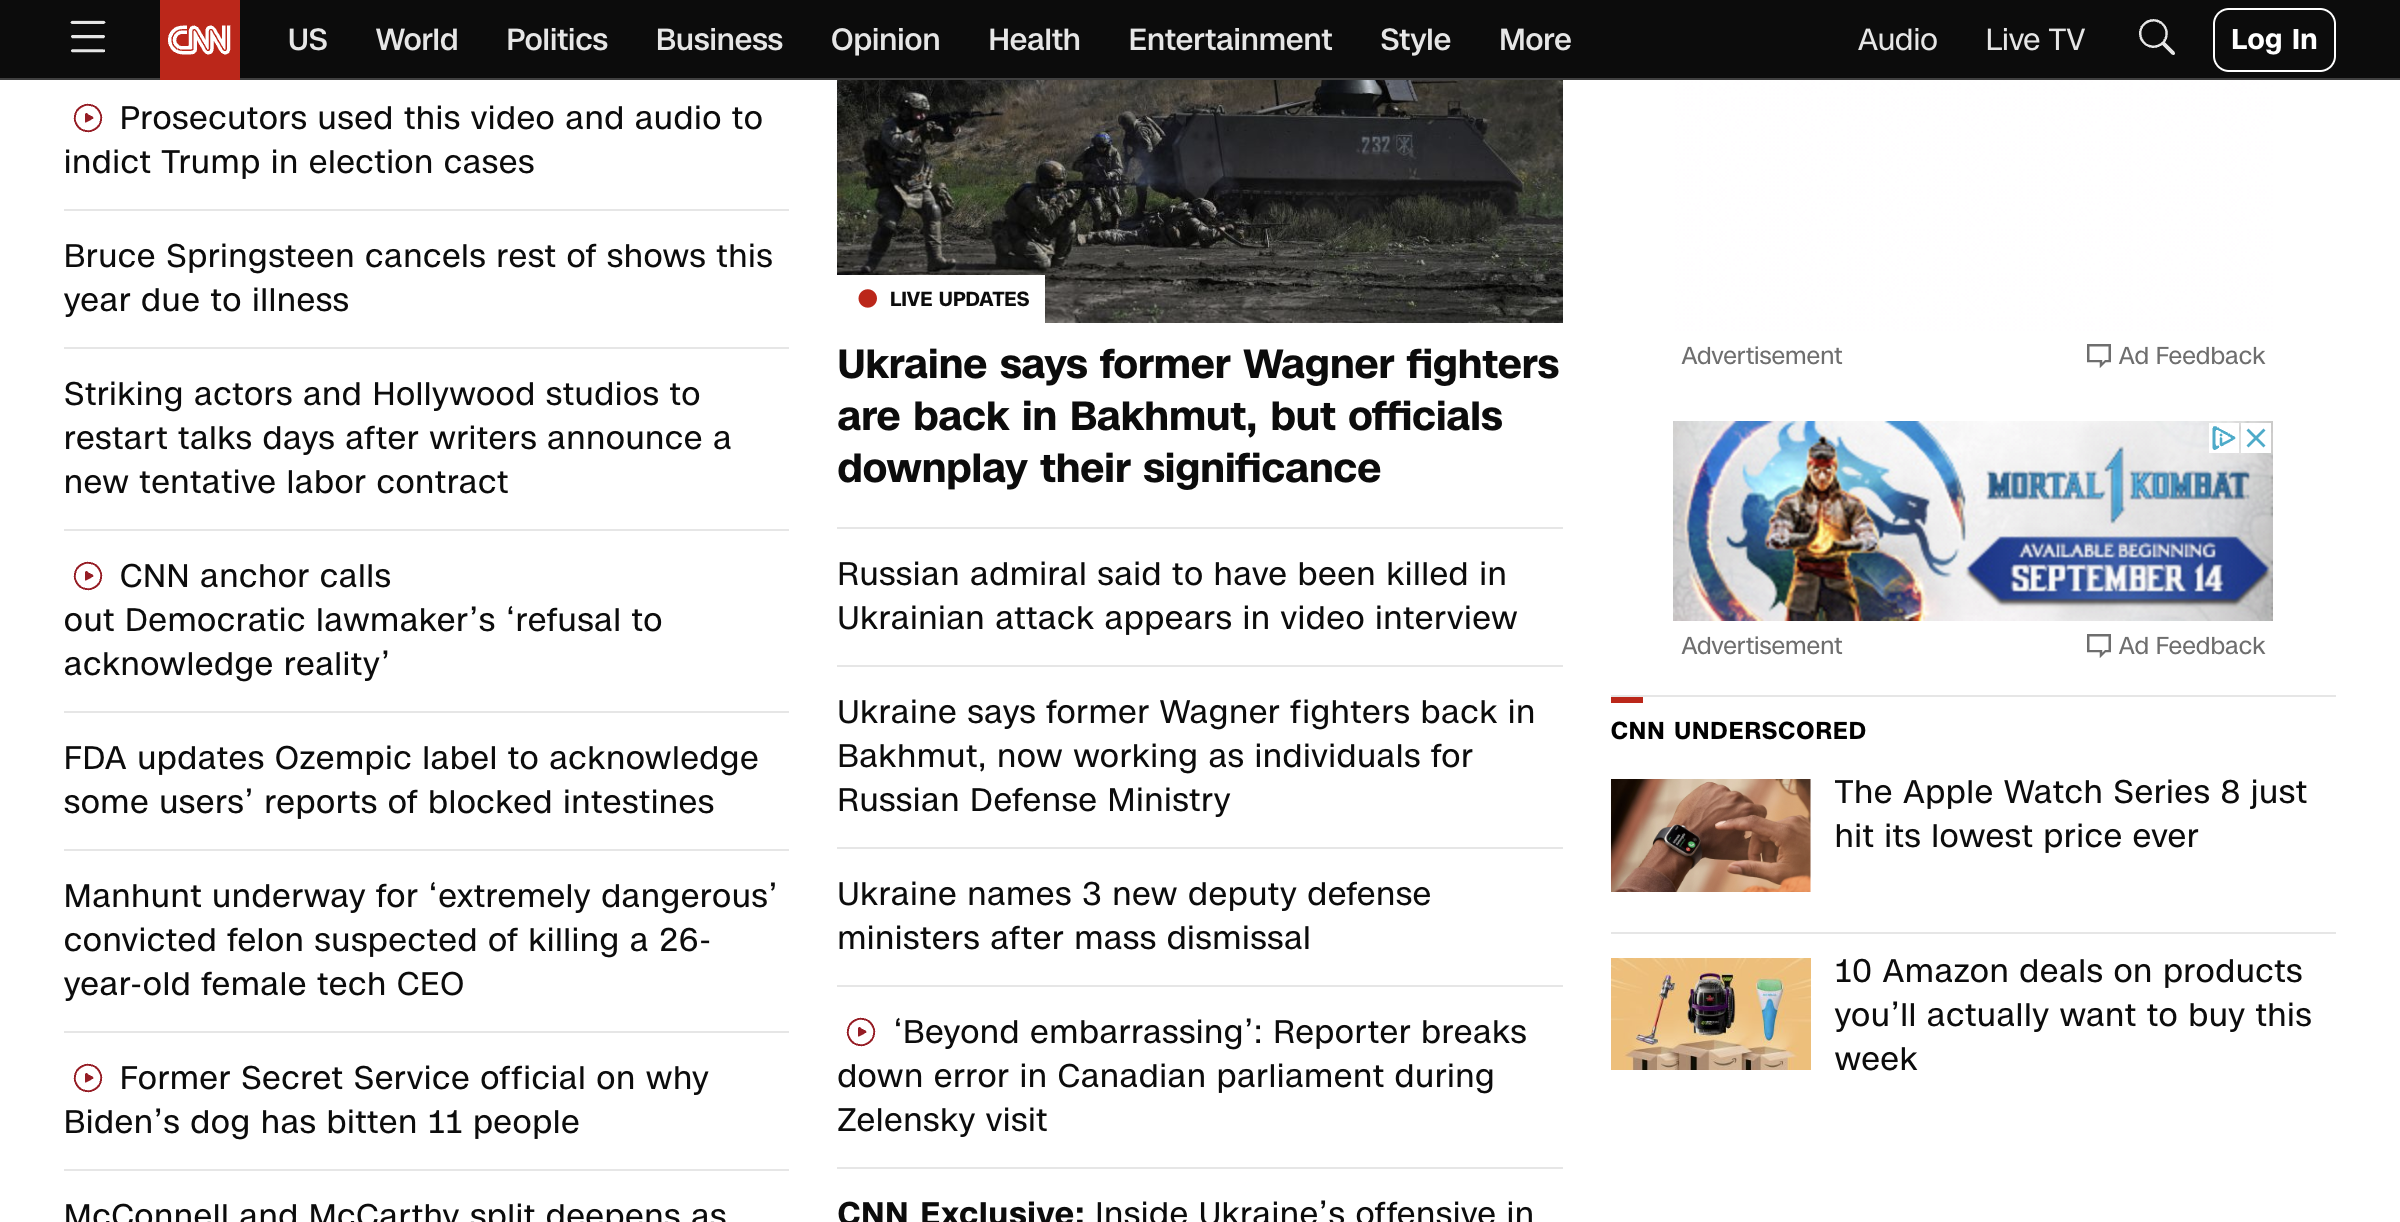 CNN US World Politics Business Opinion Health Entertainment Style More Audio Live TV Log In
Prosecutors used this video and audio to
indict Trump in election cases
Bruce Springsteen cancels rest of shows this
year due to illness
Striking actors and Hollywood studios to
restart talks days after writers announce a
new tentative labor contract
CNN anchor calls
out Democratic lawmaker’s ‘refusal to
acknowledge reality’
FDA updates Ozempic label to acknowledge
some users’ reports of blocked intestines
Manhunt underway for ‘extremely dangerous’
convicted felon suspected of killing a 26-
year-old female tech CEO
Former Secret Service official on why
Biden’s dog has bitten 11 people
McConnell and McCarthy split deepens as
232
LIVE UPDATES
Ukraine says former Wagner fighters
are back in Bakhmut, but officials
downplay their significance
Russian admiral said to have been killed in
Ukrainian attack appears in video interview
Ukraine says former Wagner fighters back in
Bakhmut, now working as individuals for
Russian Defense Ministry
Ukraine names 3 new deputy defense
ministers after mass dismissal
‘Beyond embarrassing’: Reporter breaks
down error in Canadian parliament during
Zelensky visit
CNN Exclusive: Inside Ukraine’s offensive in
Advertisement Ad Feedback
MORTAL KOMBAT 1
AVAILABLE BEGINNING
SEPTEMBER 14
Advertisement Ad Feedback
CNN UNDERSCORED
The Apple Watch Series 8 just
hit its lowest price ever
10 Amazon deals on products
you’ll actually want to buy this
week